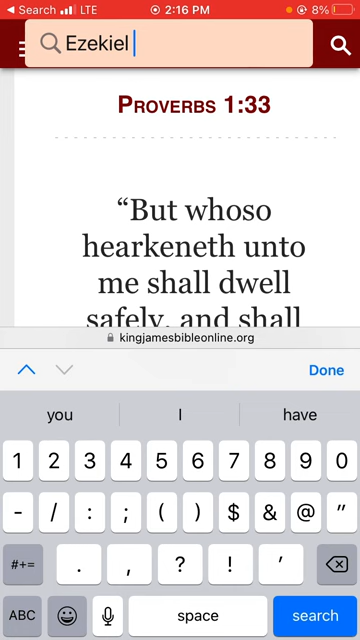 Search LTE 2:16 PM 8%
Ezekiel
PROVERBS 1:33
“But whoso
hearkeneth unto
me shall dwell
safely, and shall
kingjamesbibleonline.org
Done
you I have
1 2 3 4 5 6 7 8 9 0
- / : ; ( ) $ & @ "
#+= . , ? ! '
ABC space search